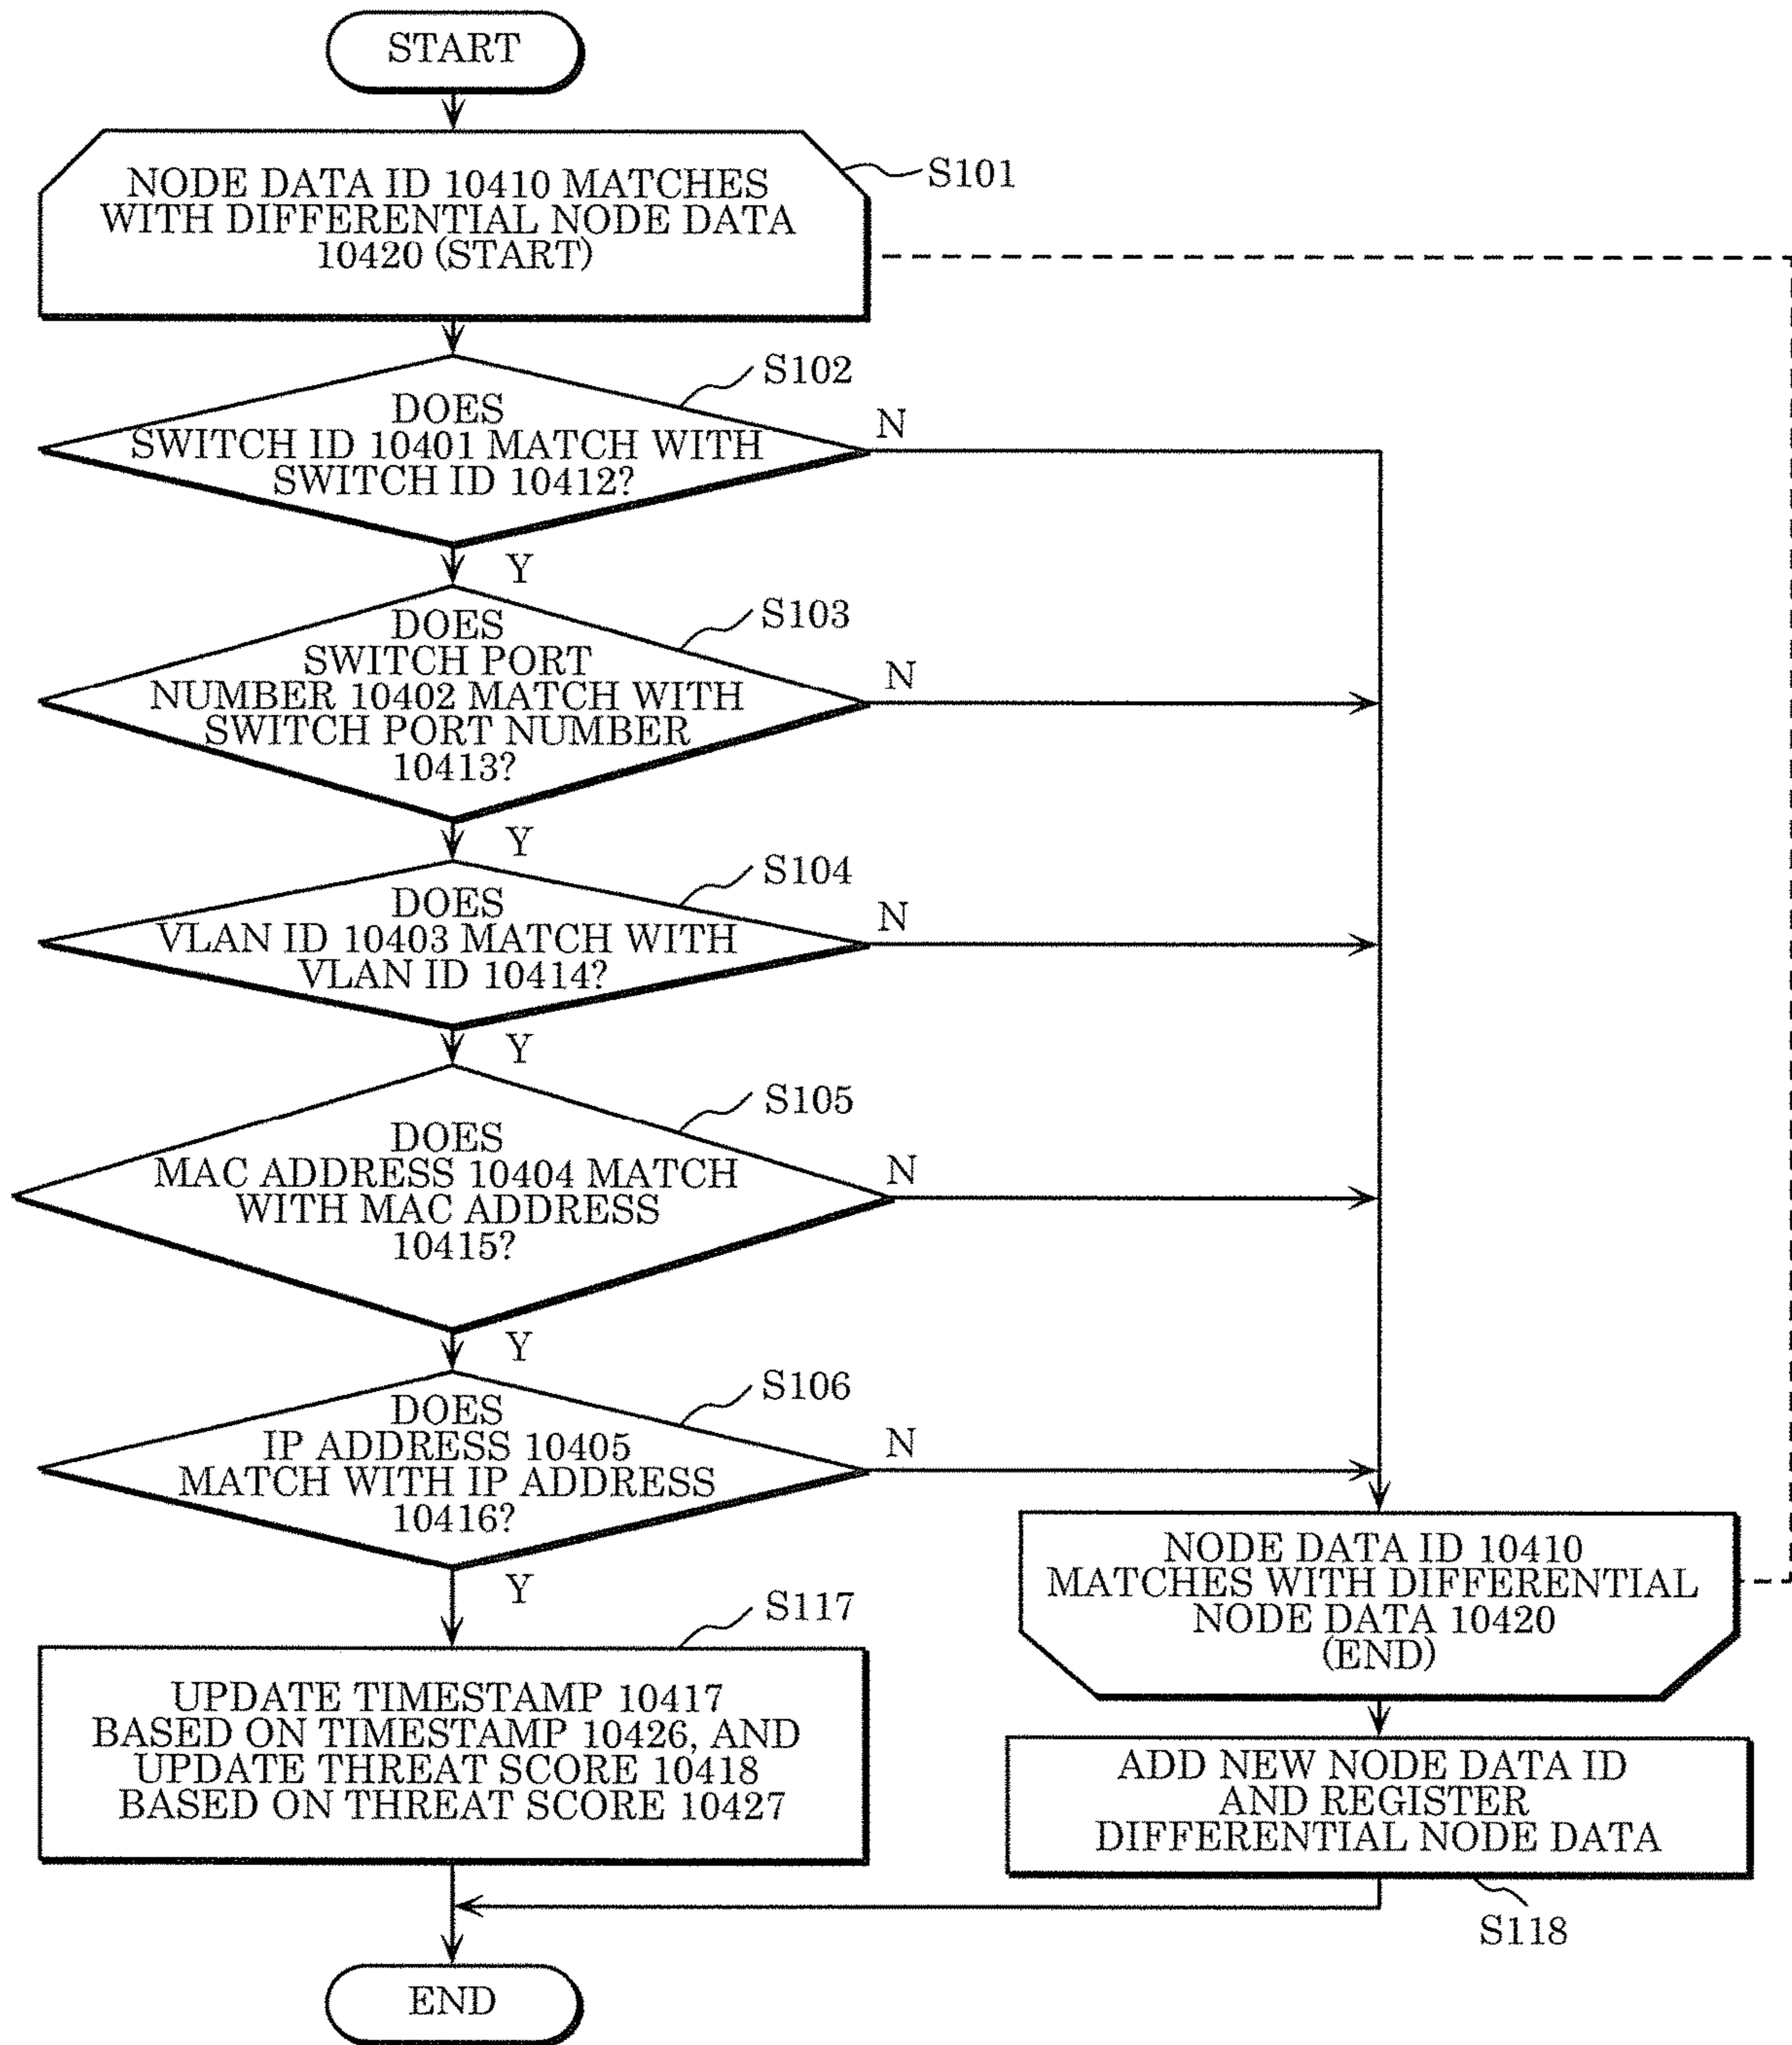 START
NODE DATA ID 10410 MATCHES
WITH DIFFERENTIAL NODE DATA
10420 (START)
S101
DOES
SWITCH ID 10401 MATCH WITH
SWITCH ID 10412?
S102
N
Y
DOES
SWITCH PORT
NUMBER 10402 MATCH WITH
SWITCH PORT NUMBER
10413?
S103
N
Y
DOES
VLAN ID 10403 MATCH WITH
VLAN ID 10414?
S104
N
Y
DOES
MAC ADDRESS 10404 MATCH
WITH MAC ADDRESS
10415?
S105
N
Y
DOES
IP ADDRESS 10405
MATCH WITH IP ADDRESS
10416?
S106
N
Y
NODE DATA ID 10410
MATCHES WITH DIFFERENTIAL
NODE DATA 10420
(END)
S117
UPDATE TIMESTAMP 10417
BASED ON TIMESTAMP 10426, AND
UPDATE THREAT SCORE 10418
BASED ON THREAT SCORE 10427
ADD NEW NODE DATA ID
AND REGISTER
DIFFERENTIAL NODE DATA
S118
END